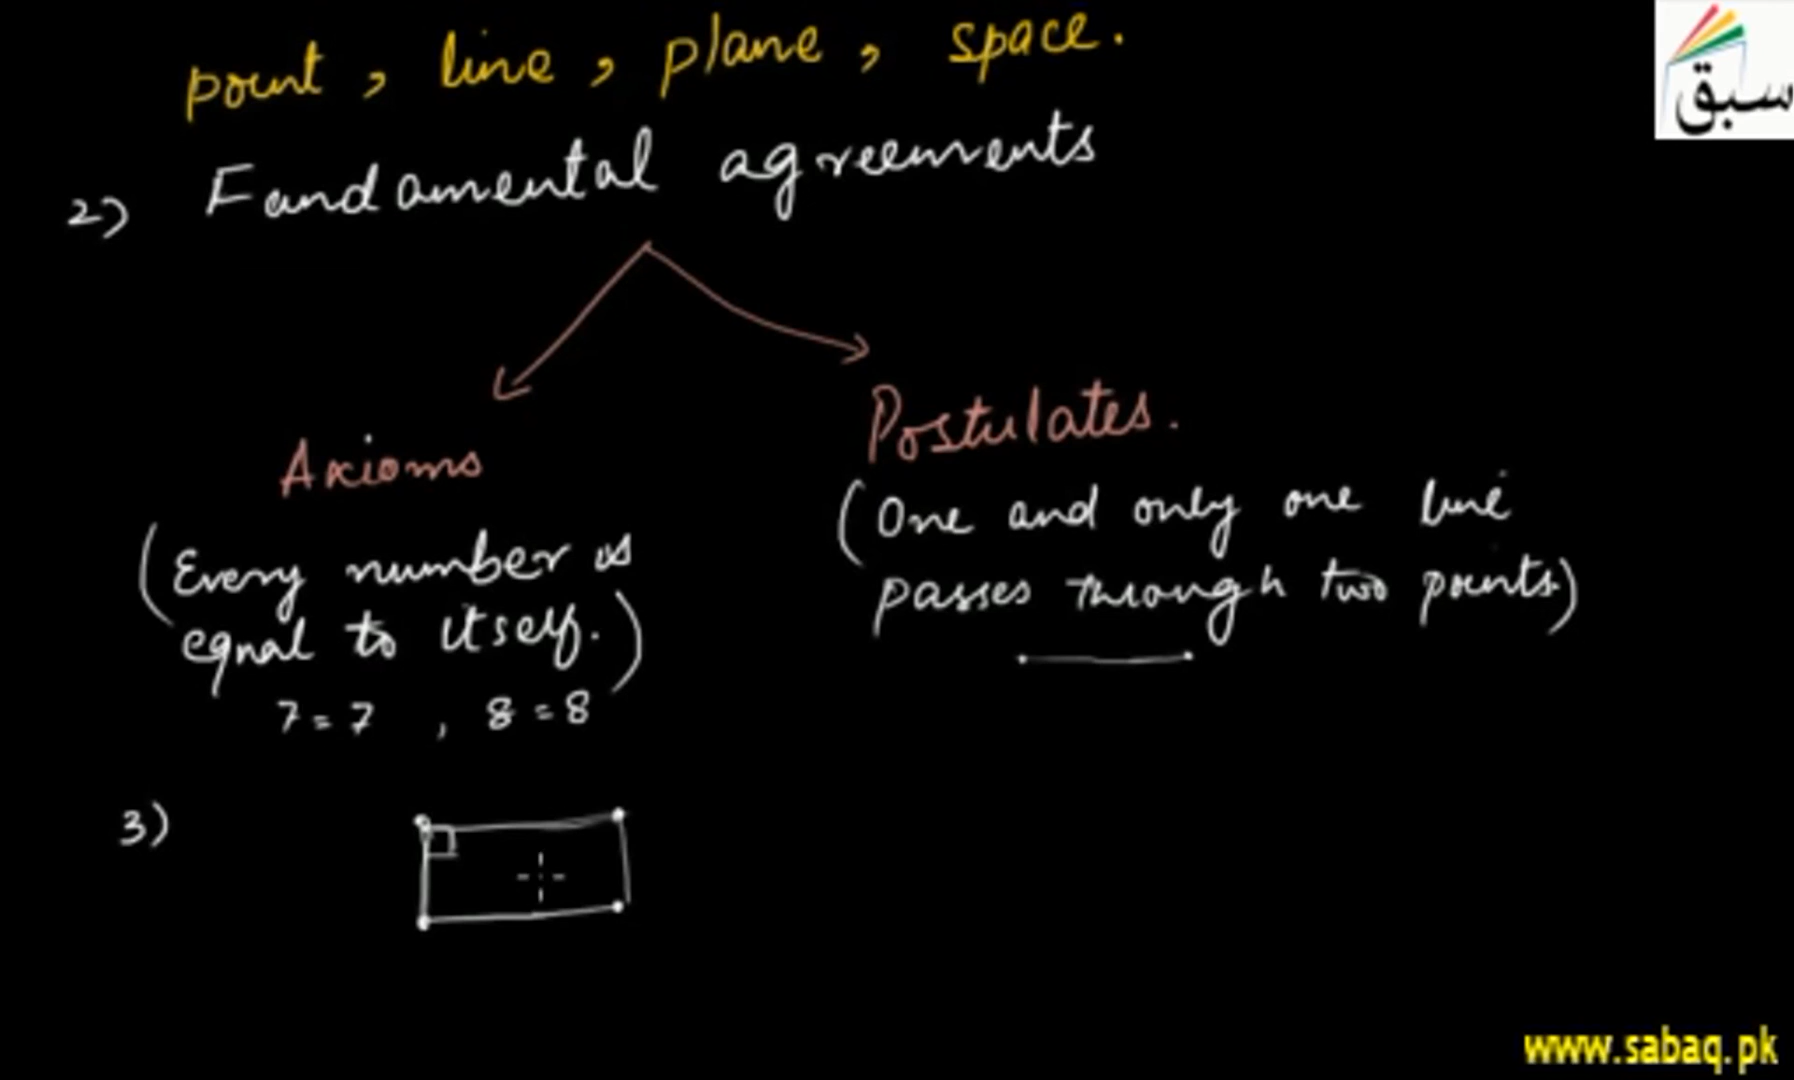 point, line, plane, space.
سبق
2) Fundamental agreements
Axioms
Postulates.
(Every number is
equal to itself.)
7 = 7 , 8 = 8
(One and only one line
passes through two points)
3)
www.sabaq.pk